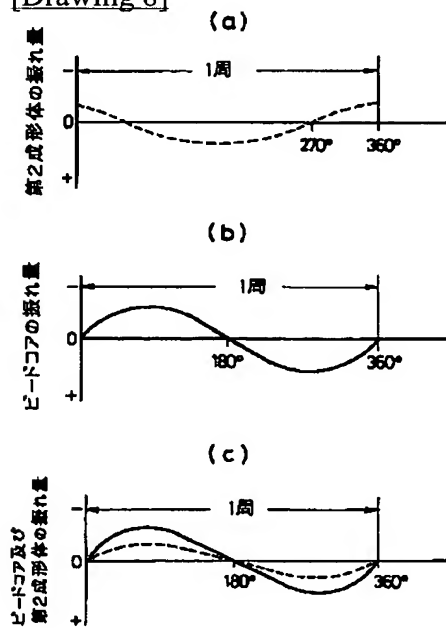 [Drawing 6]
(a)
第2成形体の振れ量
−
0
+
1周
270°
360°
(b)
ビードコアの振れ量
−
0
+
1周
180°
360°
(c)
ビードコア及び
第2成形体の振れ量
−
0
+
1周
180°
360°